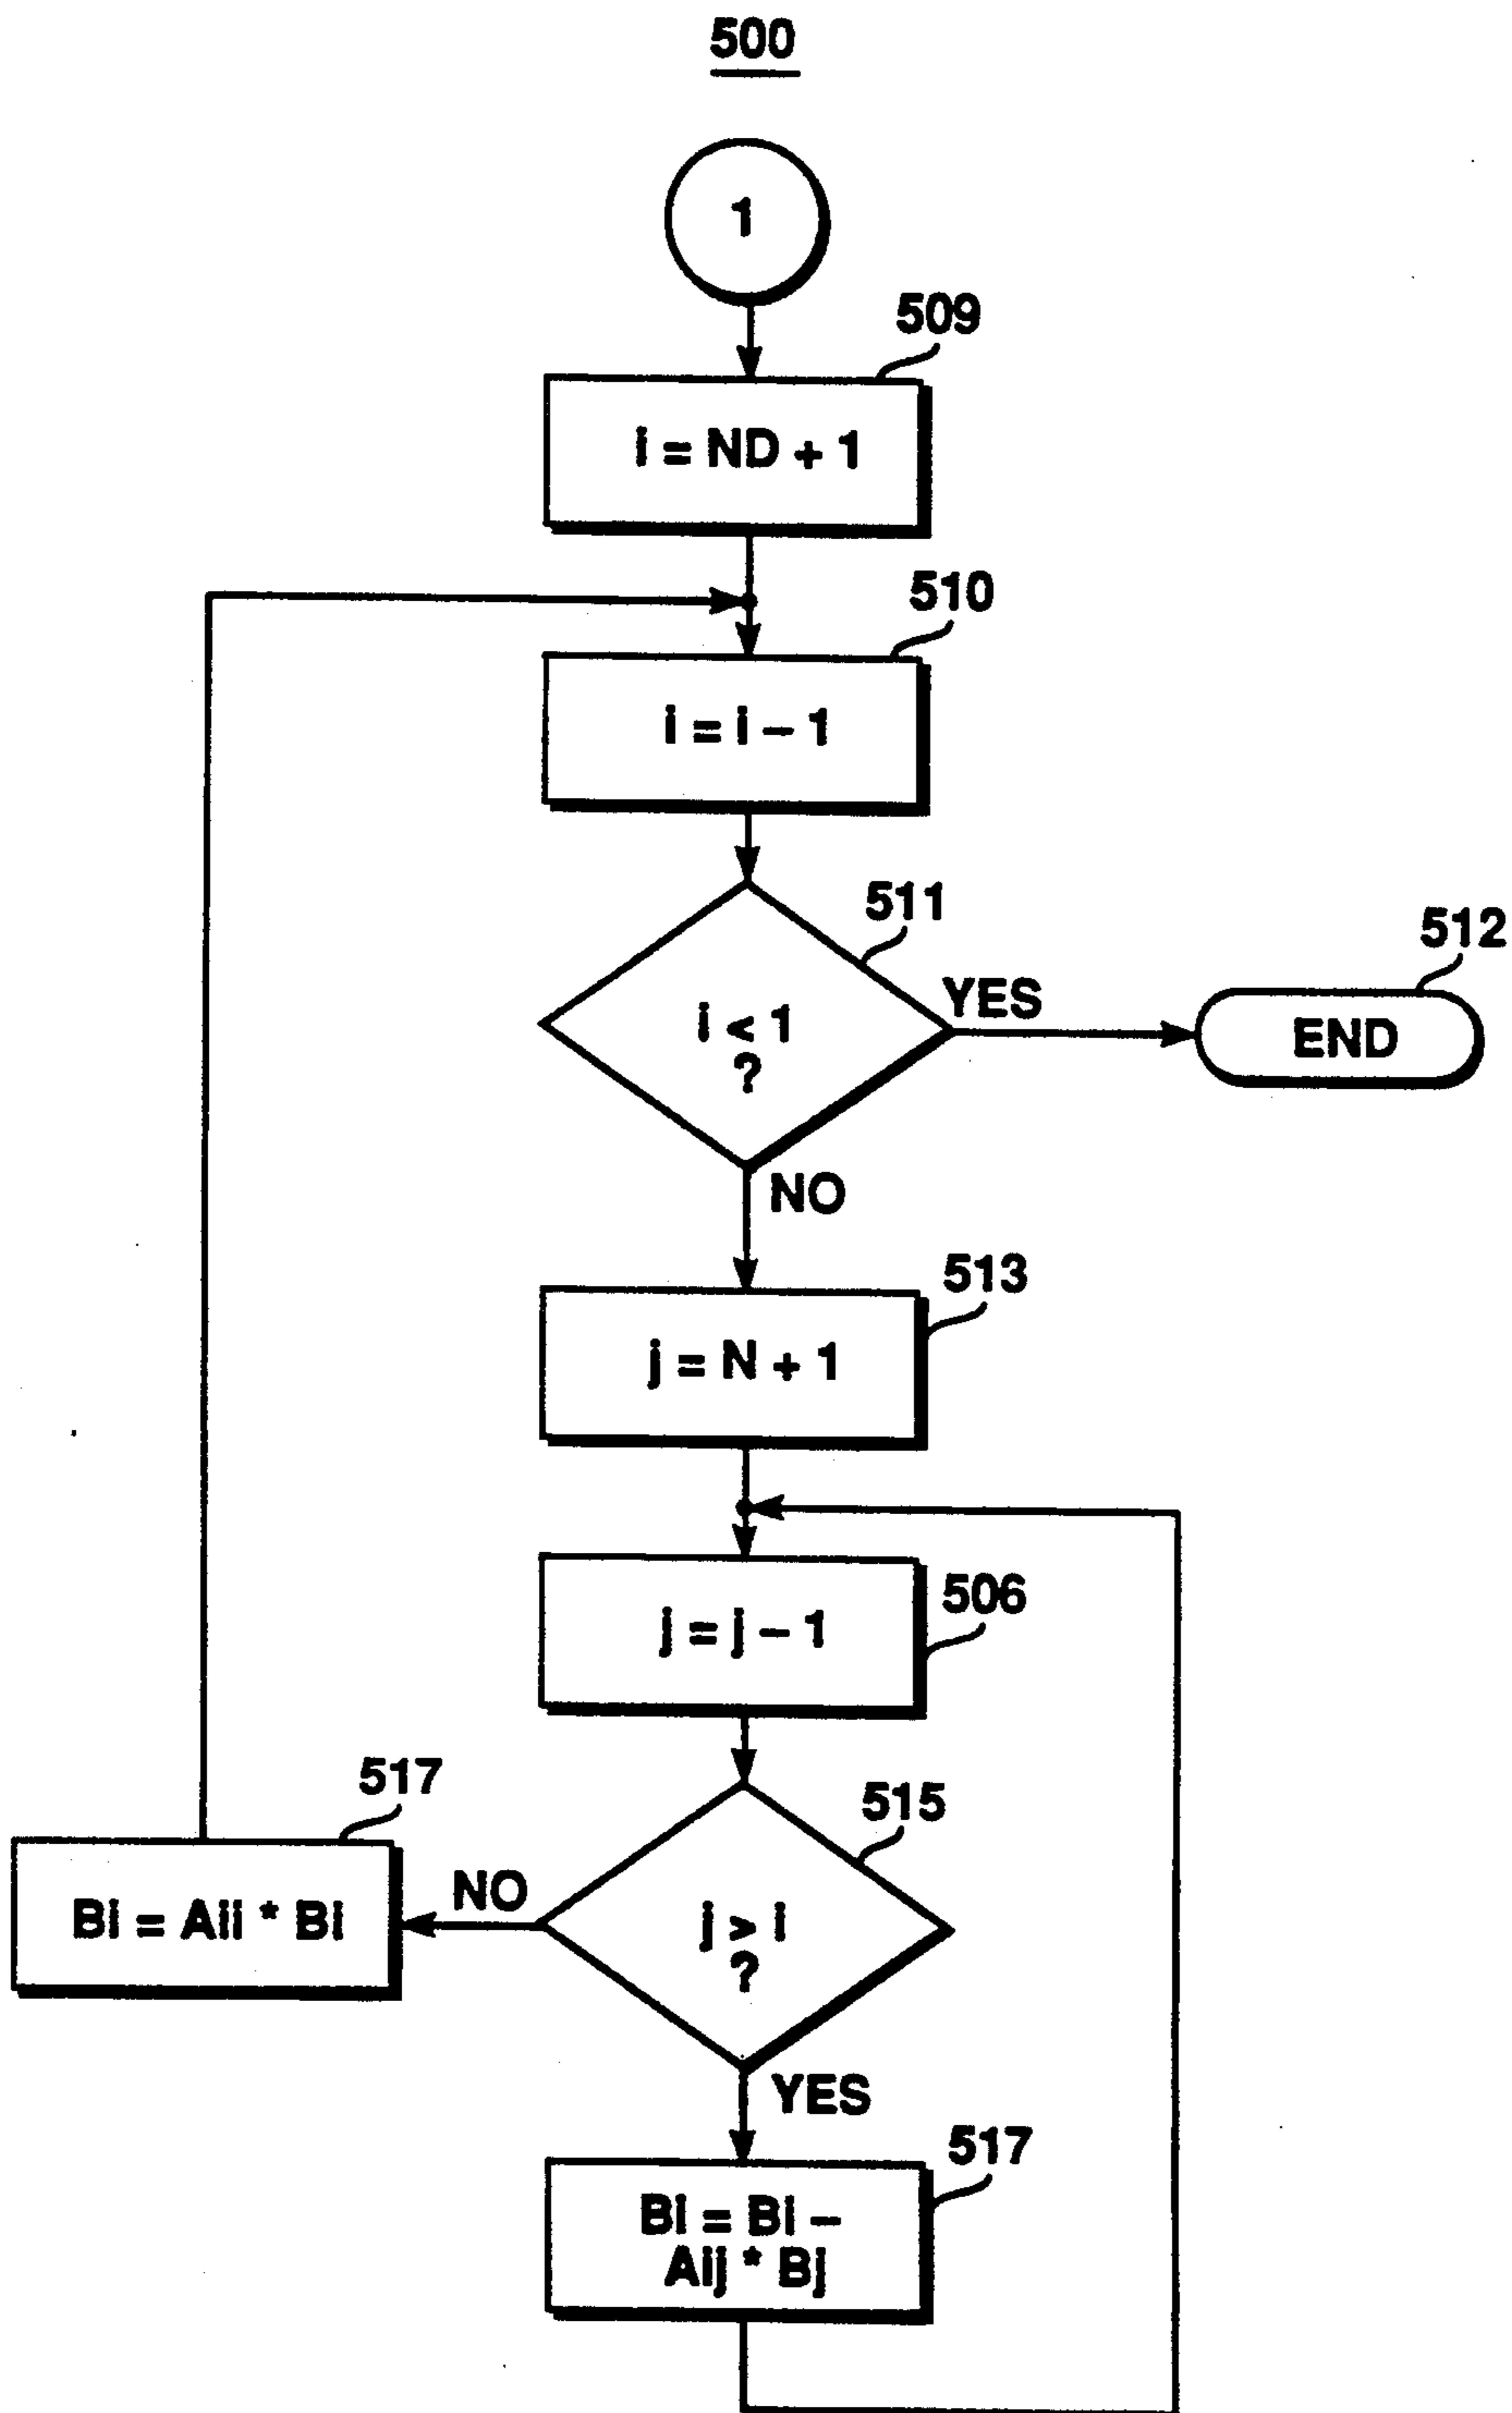 500
1
509
i = ND + 1
510
i = i – 1
511
512
i < 1
?
YES
END
NO
513
j = N + 1
506
j = j – 1
517
515
Bi = Aii * Bi
NO
j > i
?
YES
517
Bi = Bi –
Aij * Bj